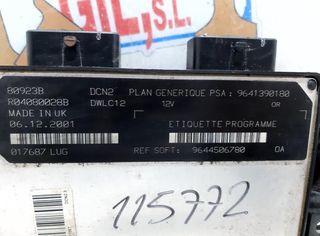 GIL,S.L
80923B DCN2 PLAN GENERIQUE PSA : 9641390180
R04080028B DWLC12 12V OR
MADE IN UK
06.12.2001 ETIQUETTE PROGRAMME
017687 LUG REF SOFT: 9644506780 OA
115772